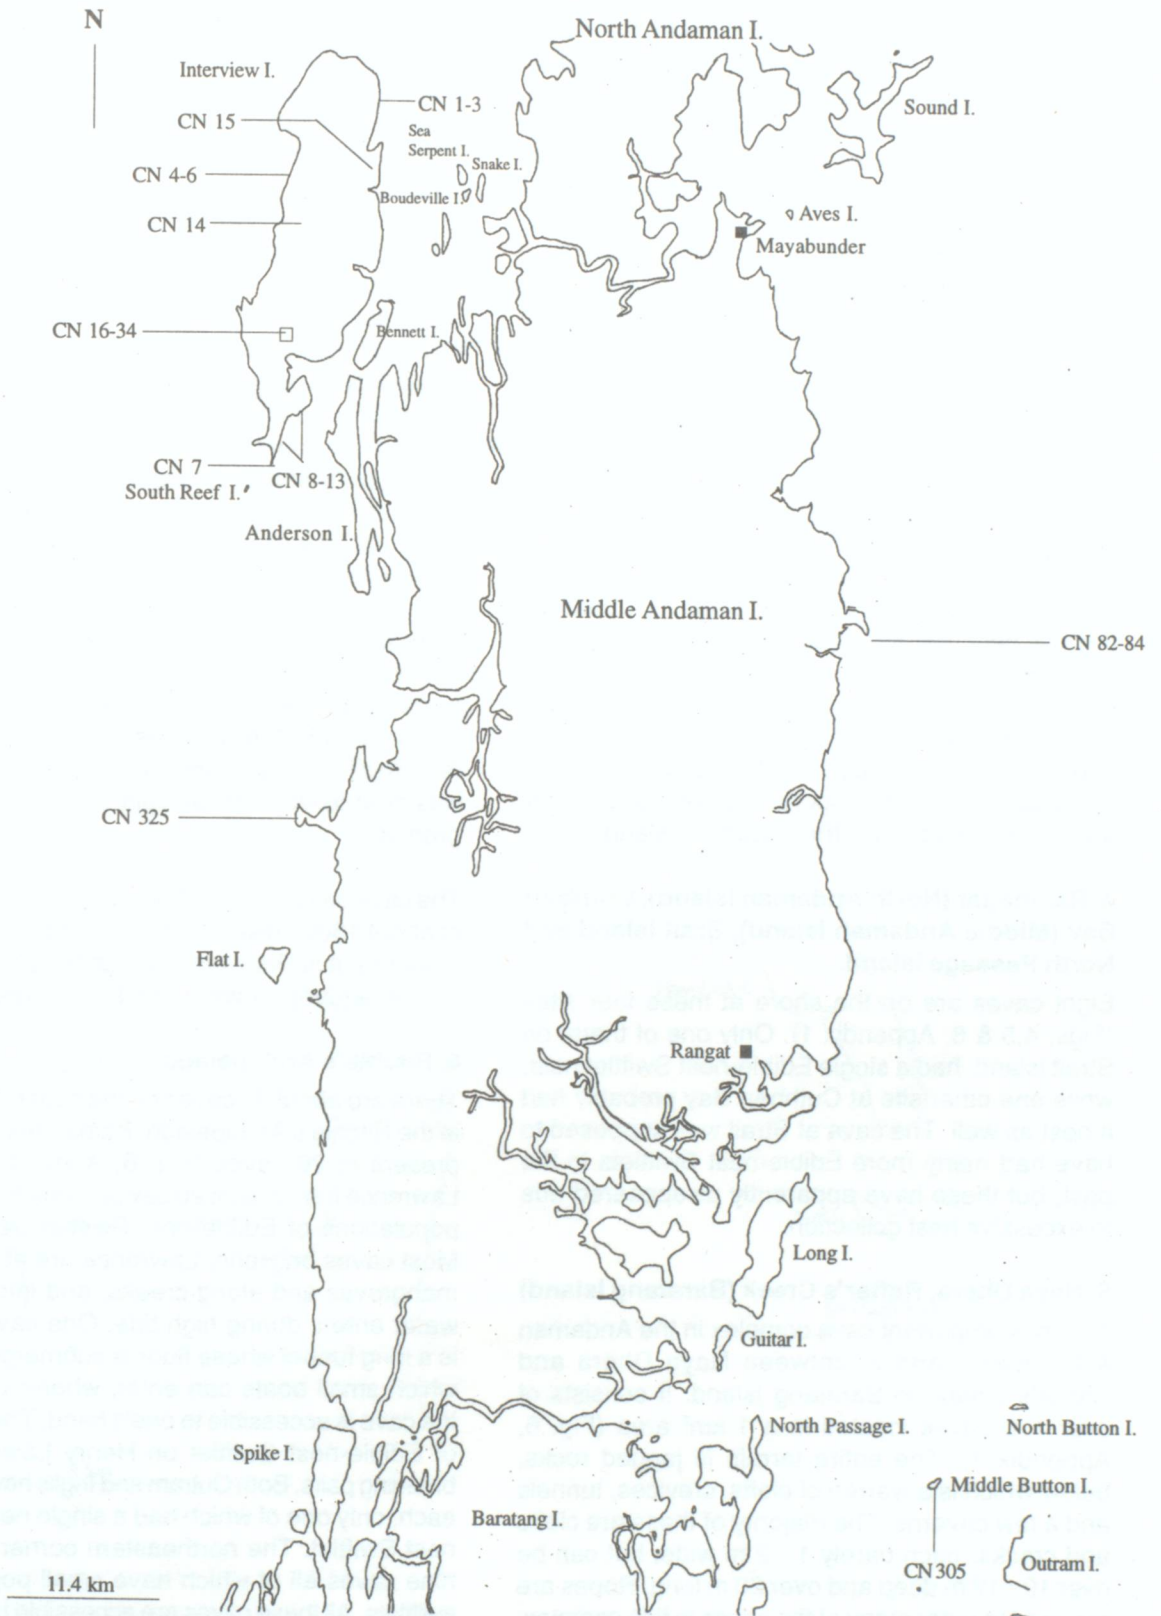 N
North Andaman I.
Interview I.
CN 1-3
Sound I.
CN 15
Sea
Serpent I.
Snake I.
CN 4-6
Boudeville I.
Aves I.
CN 14
Mayabunder
CN 16-34
Bennett I.
CN 7
CN 8-13
South Reef I.
Anderson I.
Middle Andaman I.
CN 82-84
CN 325
Flat I.
Rangat
Long I.
Guitar I.
North Passage I.
North Button I.
Spike I.
Middle Button I.
Baratang I.
CN305
Outram I.
11.4 km